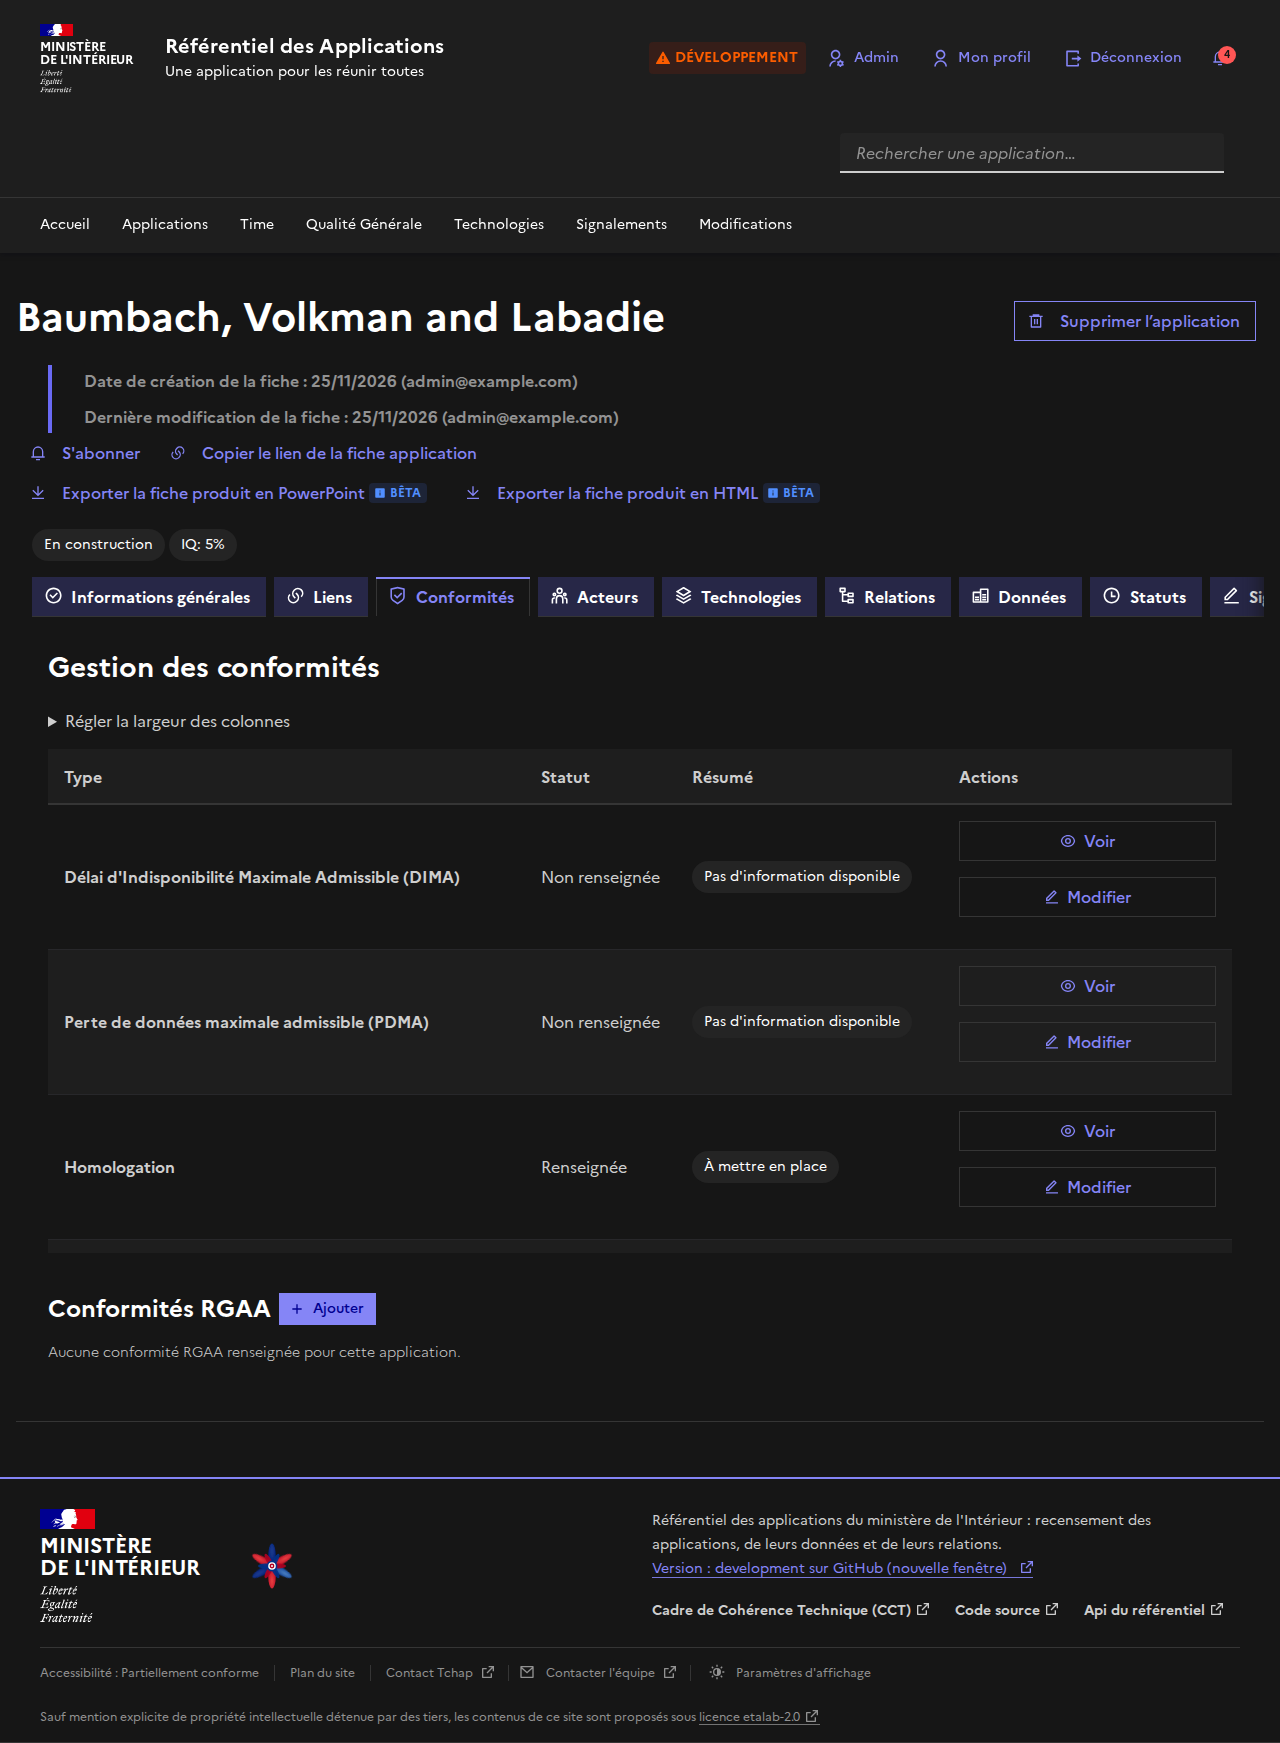 MINISTÈRE
DE L'INTÉRIEUR
Liberté
Égalité
Fraternité
Référentiel des Applications
Une application pour les réunir toutes
DÉVELOPPEMENT
Admin
Mon profil
Déconnexion
4
Rechercher une application…
Accueil
Applications
Time
Qualité Générale
Technologies
Signalements
Modifications
Baumbach, Volkman and Labadie
Supprimer l’application
Date de création de la fiche : 25/11/2026 (admin@example.com)
Dernière modification de la fiche : 25/11/2026 (admin@example.com)
S'abonner
Copier le lien de la fiche application
Exporter la fiche produit en PowerPoint BÊTA
Exporter la fiche produit en HTML BÊTA
En construction
IQ: 5%
Informations générales
Liens
Conformités
Acteurs
Technologies
Relations
Données
Statuts
Gestion des conformités
Régler la largeur des colonnes
Type Statut Résumé Actions
Voir
Délai d'Indisponibilité Maximale Admissible (DIMA) Non renseignée Pas d'information disponible
Modifier
Voir
Perte de données maximale admissible (PDMA) Non renseignée Pas d'information disponible
Modifier
Voir
Homologation Renseignée À mettre en place
Modifier
Conformités RGAA
Ajouter
Aucune conformité RGAA renseignée pour cette application.
MINISTÈRE
DE L'INTÉRIEUR
Liberté
Égalité
Fraternité
Référentiel des applications du ministère de l'Intérieur : recensement des
applications, de leurs données et de leurs relations.
Version : development sur GitHub (nouvelle fenêtre)
Cadre de Cohérence Technique (CCT)
Code source
Api du référentiel
Accessibilité : Partiellement conforme
Plan du site
Contact Tchap
Contacter l'équipe
Paramètres d'affichage
Sauf mention explicite de propriété intellectuelle détenue par des tiers, les contenus de ce site sont proposés sous licence etalab-2.0